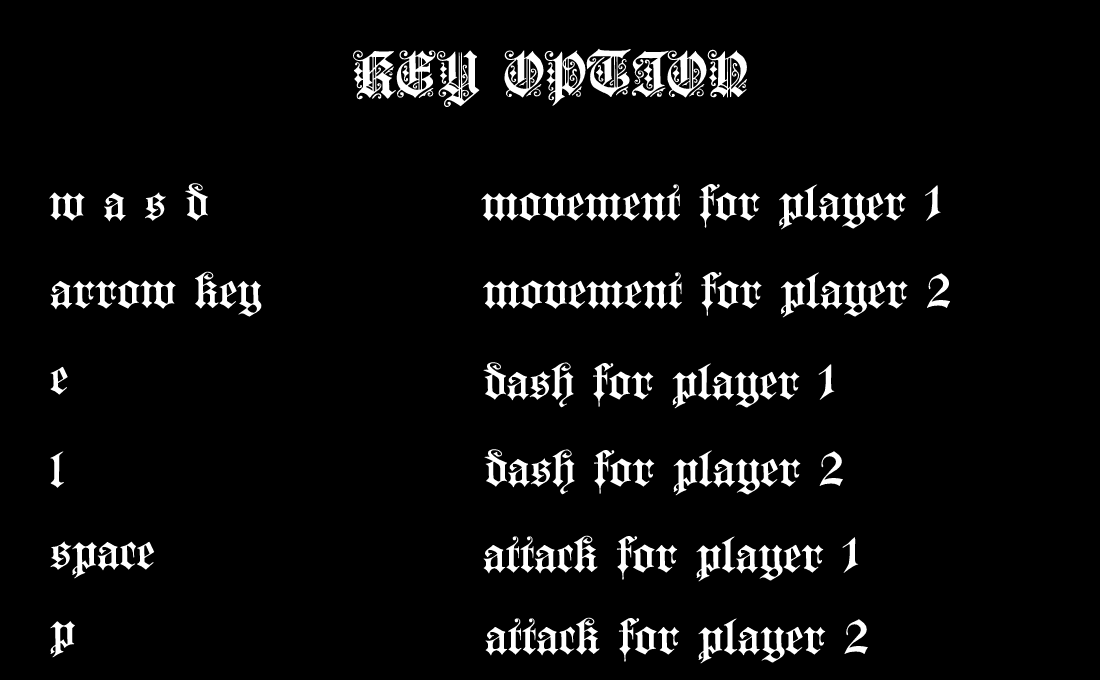 KEY OPTION
w a s d movement for player 1
arrow key movement for player 2
e dash for player 1
l dash for player 2
space attack for player 1
p attack for player 2